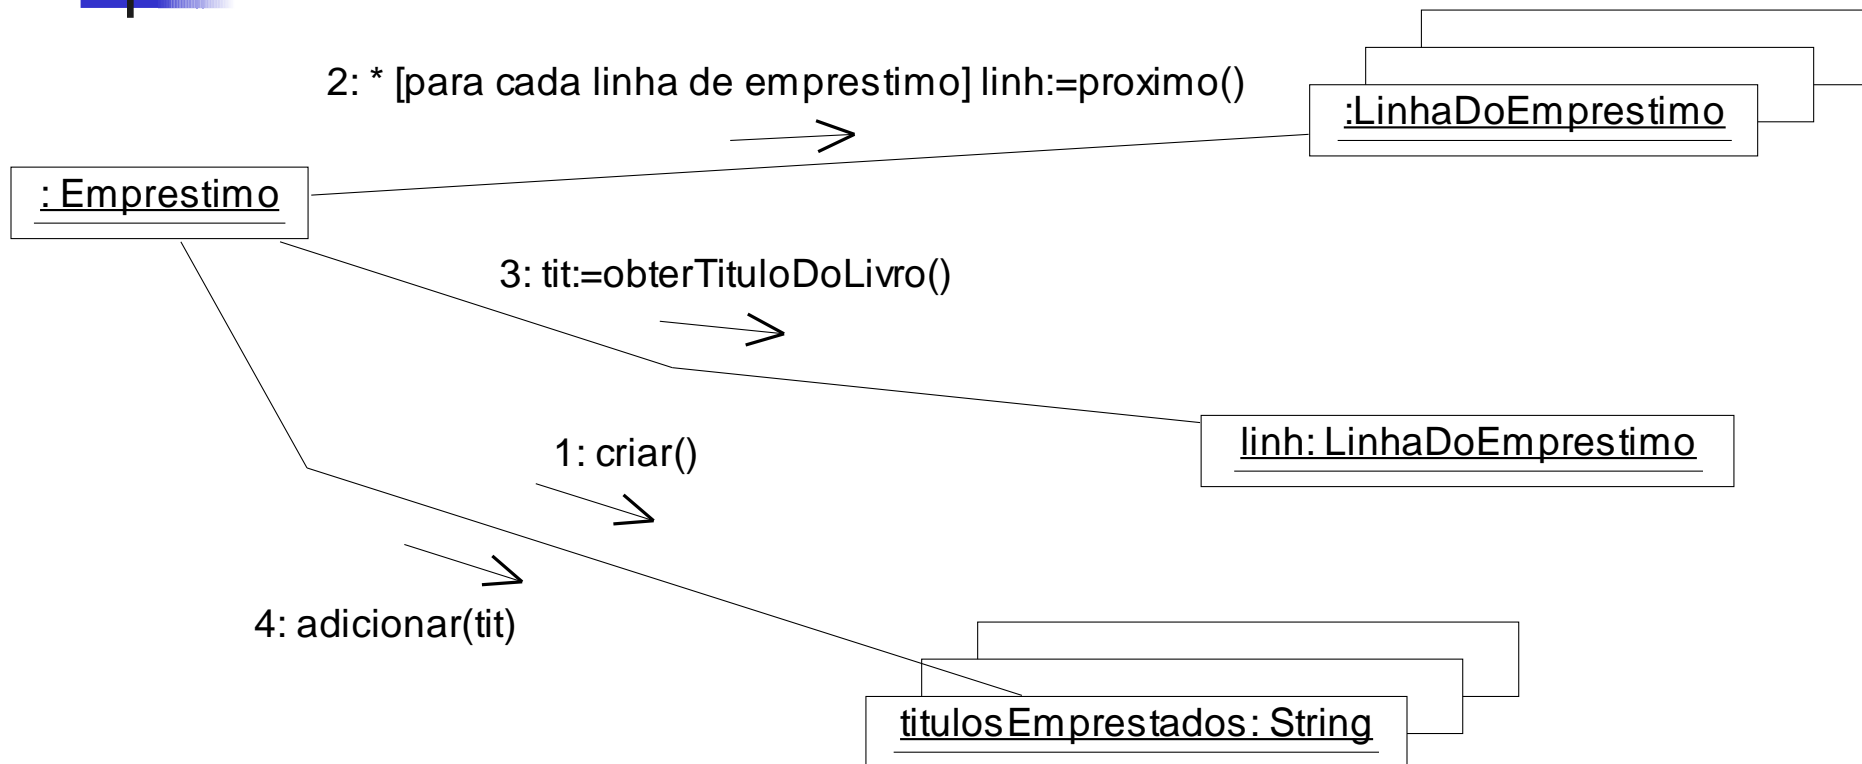 2: * [para cada linha de emprestimo] linh:=proximo()
:LinhaDoEmprestimo
: Emprestimo
3: tit:=obterTituloDoLivro()
linh: LinhaDoEmprestimo
1: criar()
4: adicionar(tit)
titulosEmprestados: String